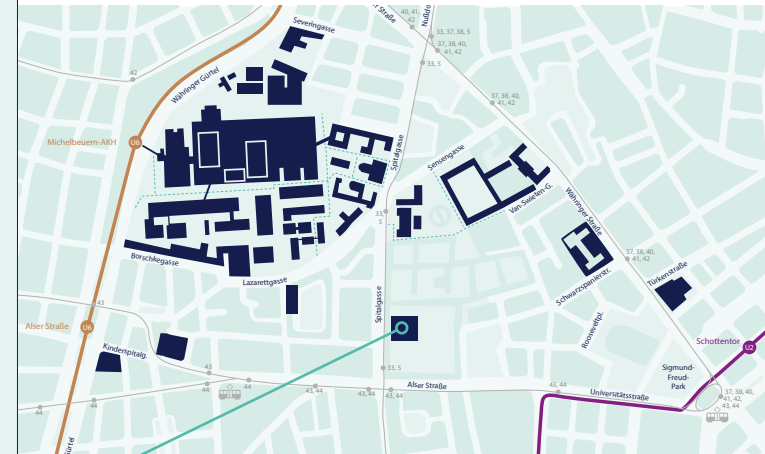 40, 41,
42
er Straße
Nußdo
33, 37, 38, 5
37, 38, 40,
41, 42
33, 5
Severingasse
42
Währinger Gürtel
37, 38, 40,
41, 42
Michelbeuern-AKH
U6
Spitalgasse
Sensengasse
Van-Swieten-G.
Währinger Straße
33,
5
Borschkegasse
37, 38, 40,
41, 42
Türkenstraße
Lazarettgasse
Schwarzspanierstr.
43
Spitalgasse
Rooseveltpl.
Alser Straße
U6
Schottentor
U2
Kinderspitalg.
Sigmund-
Freud-
Park
43
33, 5
44
44
43, 44
43, 44
43, 44
Alser Straße
43, 44
Universitätsstraße
37, 38, 40,
41, 42,
43, 44
44
44
ürtel